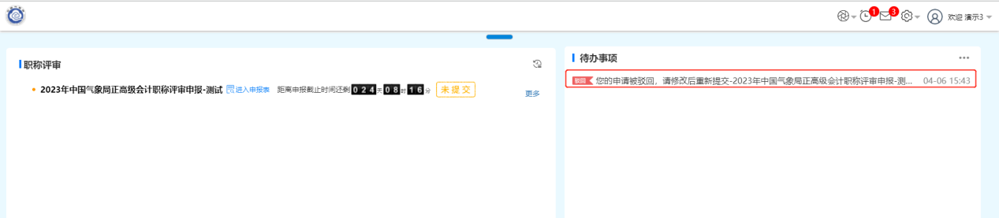 1
3
欢迎 演示3
职称评审
2023年中国气象局正高级会计职称评审申报-测试 进入申报表 距离申报截止时间还剩 024 天 08 时 16 分 未提交
更多
待办事项
驳回 您的申请被驳回，请修改后重新提交-2023年中国气象局正高级会计职称评审申报-测... 04-06 15:43